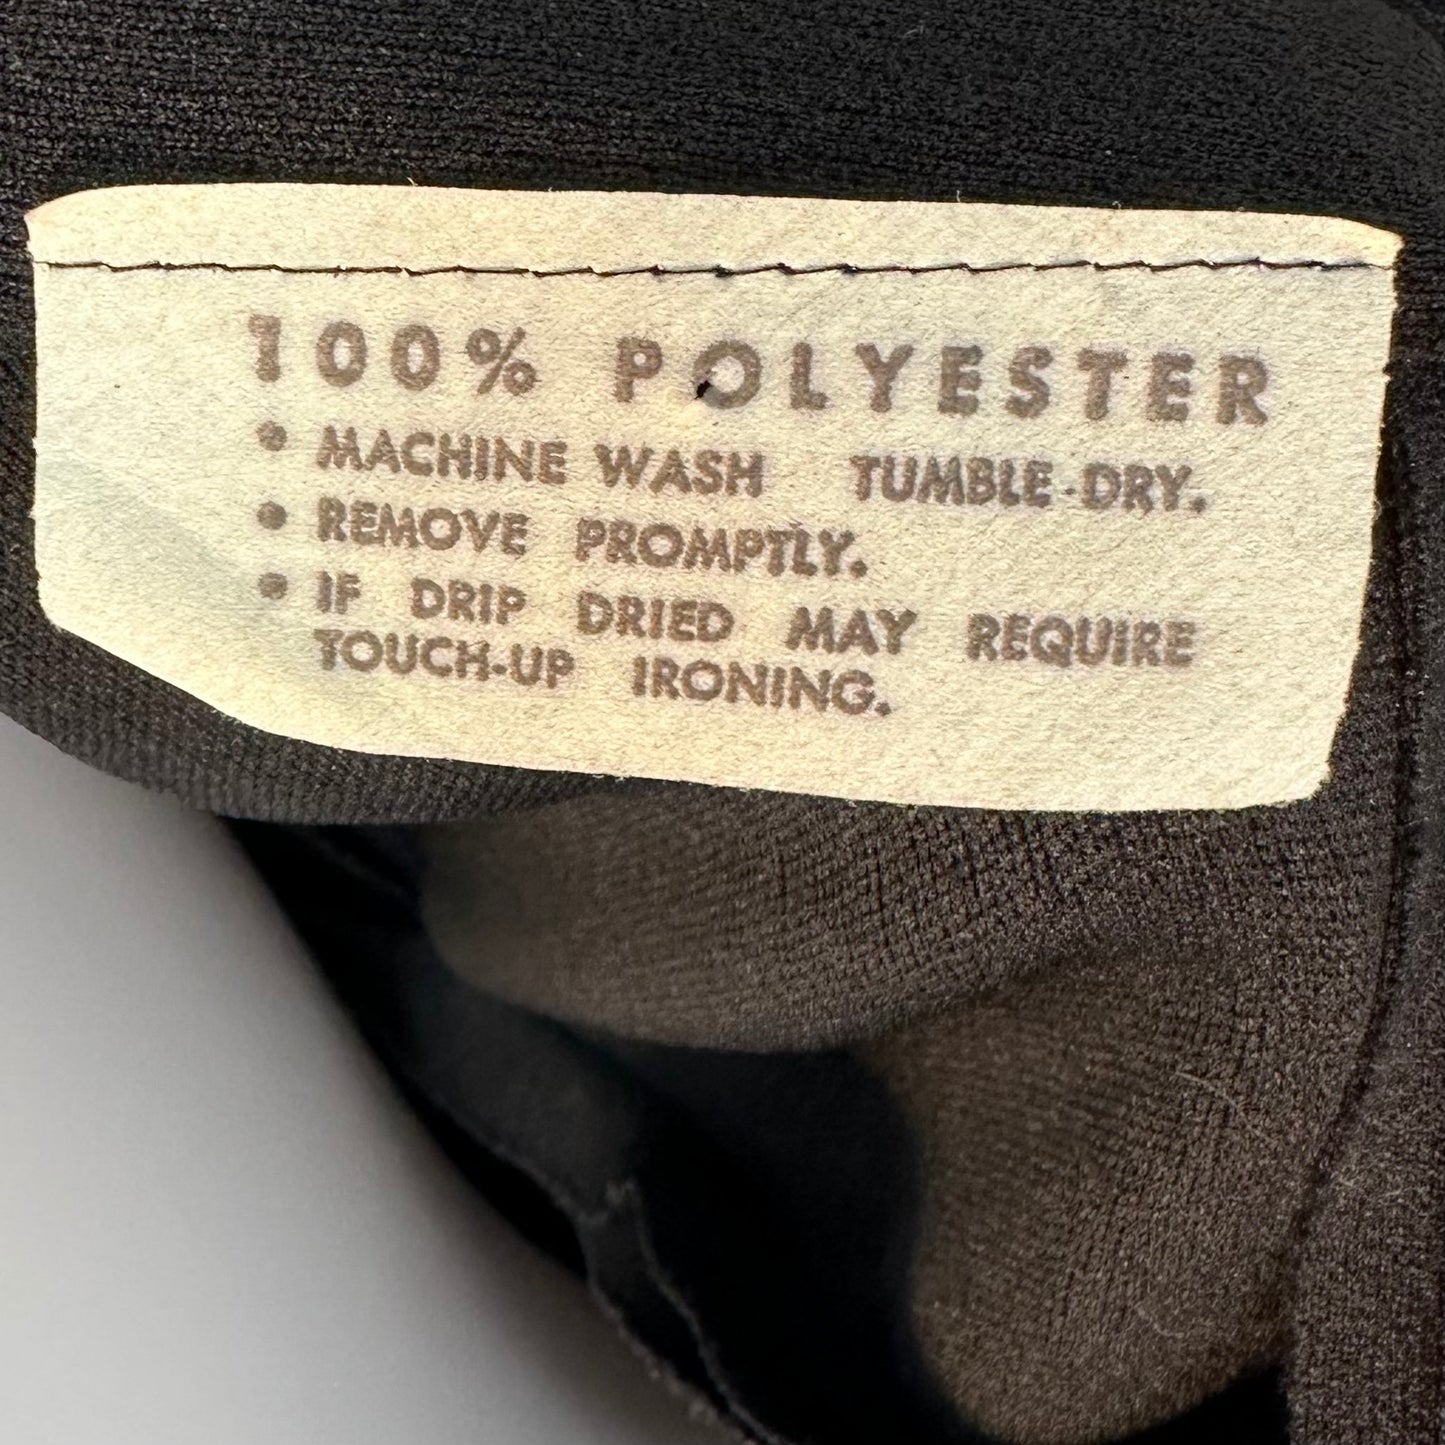 100% POLYESTER
• MACHINE WASH TUMBLE-DRY.
• REMOVE PROMPTLY.
• IF DRIP DRIED MAY REQUIRE
TOUCH-UP IRONING.